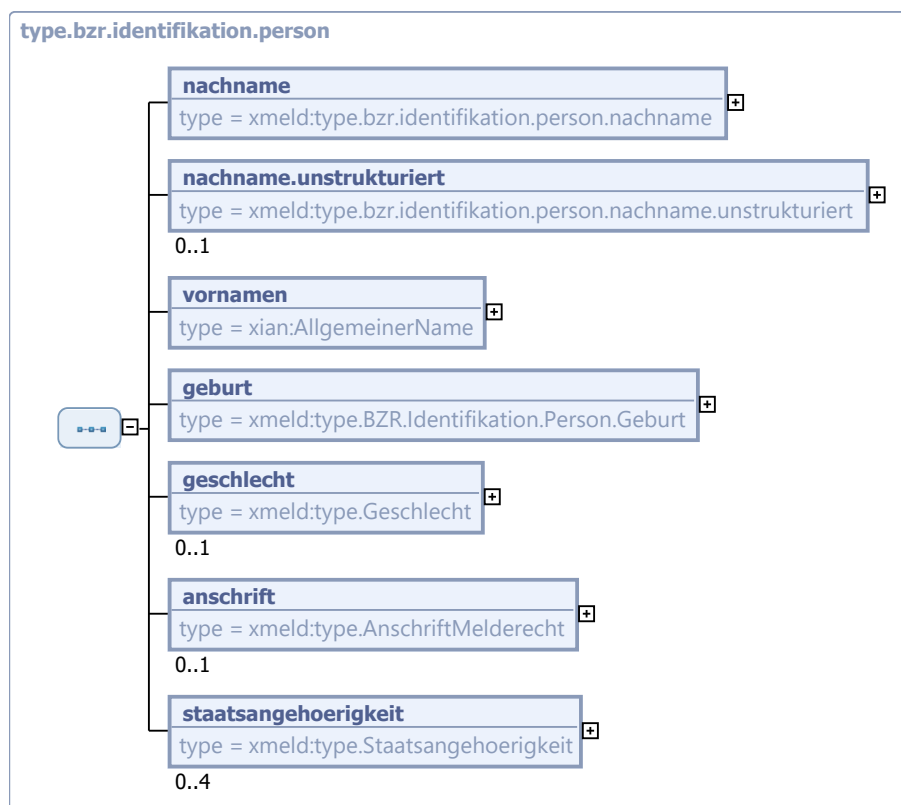 type.bzr.identifikation.person
nachname
type = xmeld:type.bzr.identifikation.person.nachname
nachname.unstrukturiert
type = xmeld:type.bzr.identifikation.person.nachname.unstrukturiert
0..1
vornamen
type = xian:AllgemeinerName
geburt
type = xmeld:type.BZR.Identifikation.Person.Geburt
geschlecht
type = xmeld:type.Geschlecht
0..1
anschrift
type = xmeld:type.AnschriftMelderecht
0..1
staatsangehoerigkeit
type = xmeld:type.Staatsangehoerigkeit
0..4